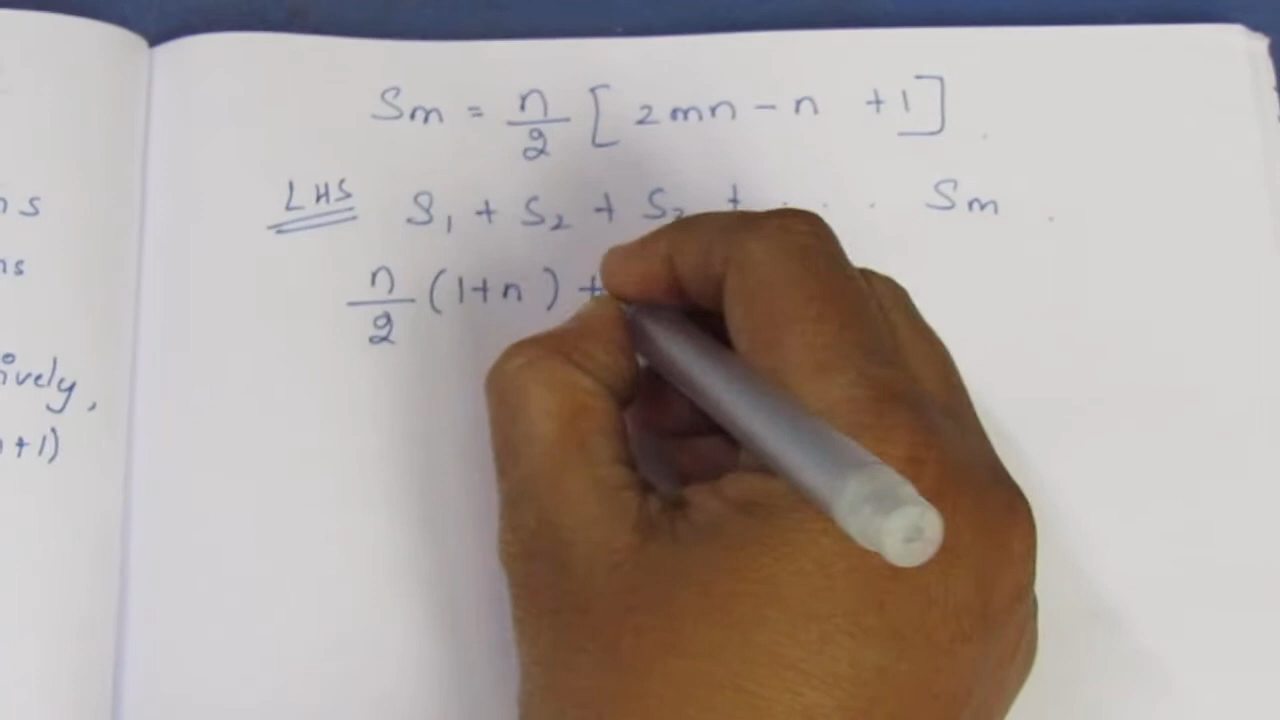 ns
ns
ively,
+1)
Sm = n/2 [ 2mn - n +1]
LHS S₁ + S₂ + S₃ + . . . . Sm .
n/2 (1+n) +